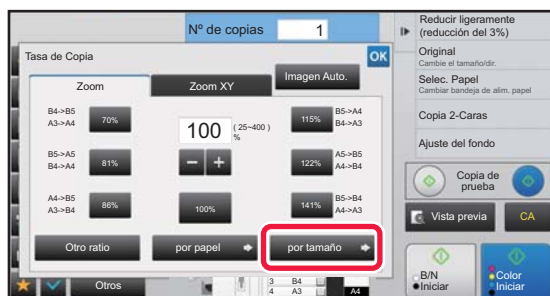 Nº de copias 1
Tasa de Copia
OK
Zoom
Zoom XY
Imagen Auto.
B4->B5
A3->A4
70%
100
(25~400)
%
115%
B5->A4
B4->A3
B5->A5
B4->A4
81%
122%
A5->B5
A4->B4
A4->B5
A3->B4
86%
100%
141%
B5->B4
A4->A3
Otro ratio
por papel
por tamaño
Otros
3 B4
4 A3
A4
Reducir ligeramente
(reducción del 3%)
Original
Cambie el tamaño/dir.
Selec. Papel
Cambiar bandeja de alim. papel
Copia 2-Caras
Ajuste del fondo
Copia de
prueba
Vista previa
CA
B/N
Iniciar
Color
Iniciar